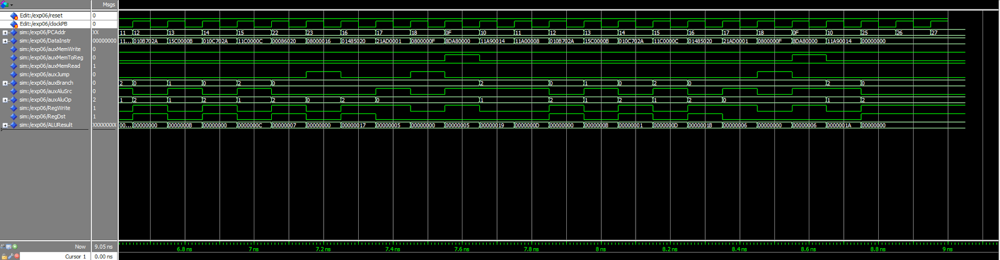 Msgs
Edit:/exp06/reset 0
Edit:/exp06/clockPB 0
sim:/exp06/PCAddr XX 11 12 13 14 15 22 23 16 17 18 0F 10 11 12 13 14 15 16 17 18 0F 10 25 26 27
sim:/exp06/DataInstr 00000000 11... 010B702A 15C0000B 010C702A 11C0000C 00086020 08000016 01485020 21AD0001 0800000F 8DA80000 11A90014 11A00008 010B702A 15C0000B 010C702A 11C0000C 01485020 21AD0001 0800000F 8DA80000 11A90014 00000000
sim:/exp06/auxMemWrite 0
sim:/exp06/auxMemToReg 0
sim:/exp06/auxMemRead 1
sim:/exp06/auxJump 0
sim:/exp06/auxBranch 0 2 0 1 0 2 0 2 0 1 0 2 0 2 0
sim:/exp06/auxAluSrc 0
sim:/exp06/auxAluOp 2 1 2 1 2 1 2 0 2 0 1 2 1 2 1 2 0 1 2
sim:/exp06/RegWrite 1
sim:/exp06/RegDst 1
sim:/exp06/ALUResult XXXXXXXX 00... 00000000 0000000B 00000000 0000000C 00000007 00000000 00000017 00000005 00000000 00000005 00000019 0000000D 00000000 0000000B 00000001 0000000D 0000001B 00000006 00000000 00000006 0000001A 00000000
Now 9.05 ns 6.8 ns 7 ns 7.2 ns 7.4 ns 7.6 ns 7.8 ns 8 ns 8.2 ns 8.4 ns 8.6 ns 8.8 ns 9 ns
Cursor 1 0.00 ns